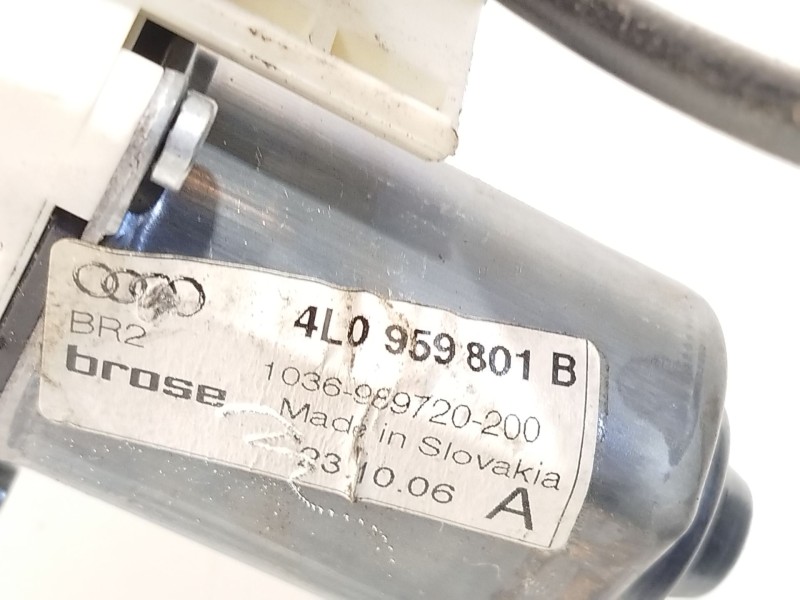 4L0 959 801 B
BR2
1036-989720-200
brose
Made in Slovakia
23.10.06 A